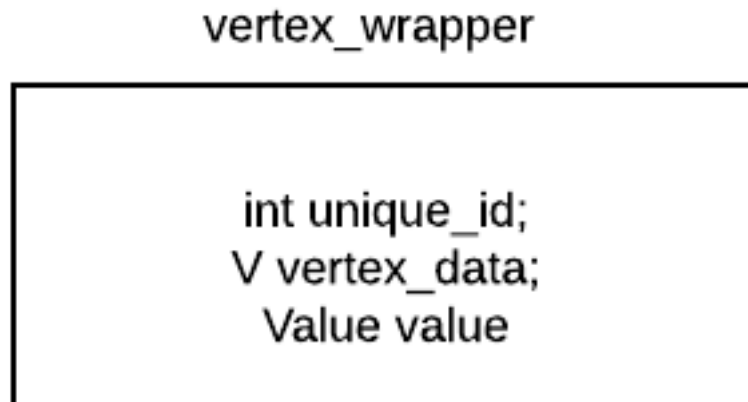 vertex_wrapper
int unique_id;
V vertex_data;
Value value